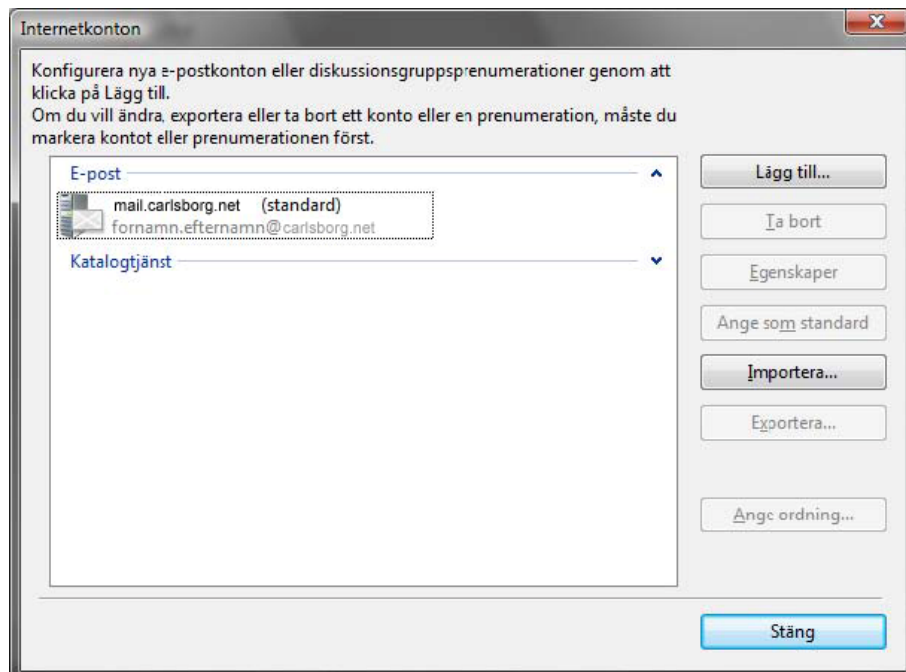 Internetkonton
Konfigurera nya e-postkonton eller diskussionsgruppsprenumerationer genom att
klicka på Lägg till.
Om du vill ändra, exportera eller ta bort ett konto eller en prenumeration, måste du
markera kontot eller prenumerationen först.
E-post
mail.carlsborg.net (standard)
fornamn.efternamn@carlsborg.net
Katalogtjänst
Lägg till...
Ta bort
Egenskaper
Ange som standard
Importera...
Exportera...
Ange ordning...
Stäng